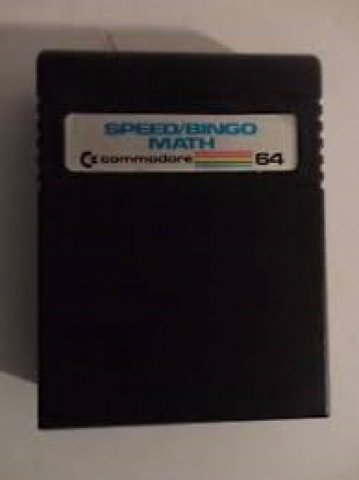 SPEED/BINGO
MATH
commodore 64